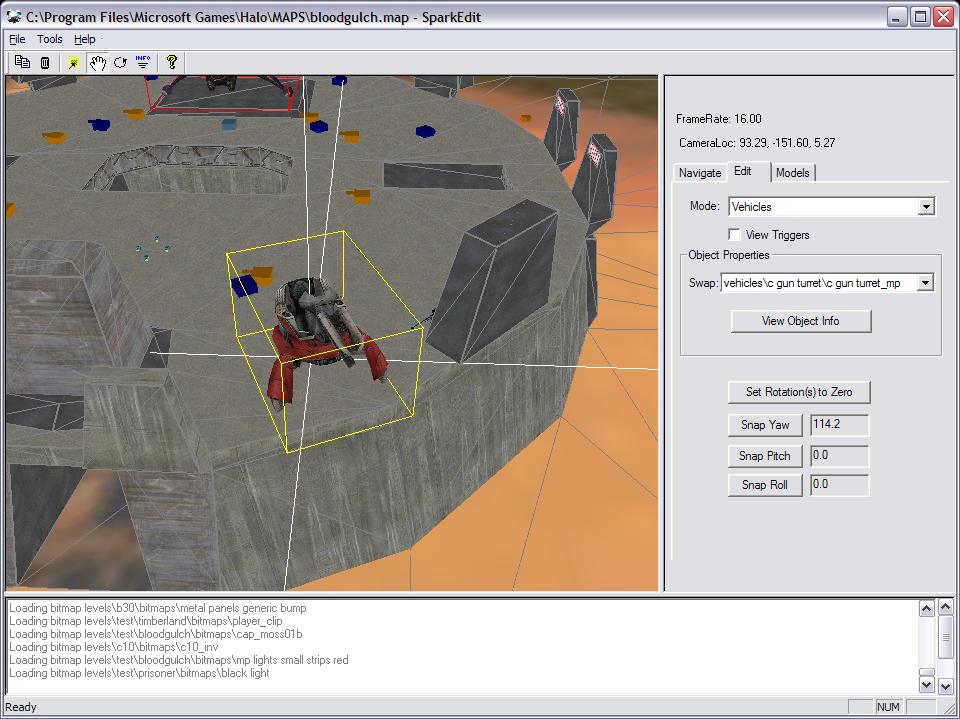 C:\Program Files\Microsoft Games\Halo\MAPS\bloodgulch.map - SparkEdit
File Tools Help
INFO ?
FrameRate: 16.00
CameraLoc: 93.29, -151.60, 5.27
Navigate Edit Models
Mode: Vehicles
View Triggers
Object Properties
Swap: vehicles\c gun turret\c gun turret_mp
View Object Info
Set Rotation(s) to Zero
Snap Yaw 114.2
Snap Pitch 0.0
Snap Roll 0.0
Loading bitmap levels\b30\bitmaps\metal panels generic bump
Loading bitmap levels\test\timberland\bitmaps\player_clip
Loading bitmap levels\test\bloodgulch\bitmaps\cap_moss01b
Loading bitmap levels\c10\bitmaps\c10_inv
Loading bitmap levels\test\bloodgulch\bitmaps\mp lights small strips red
Loading bitmap levels\test\prisoner\bitmaps\black light
Ready NUM